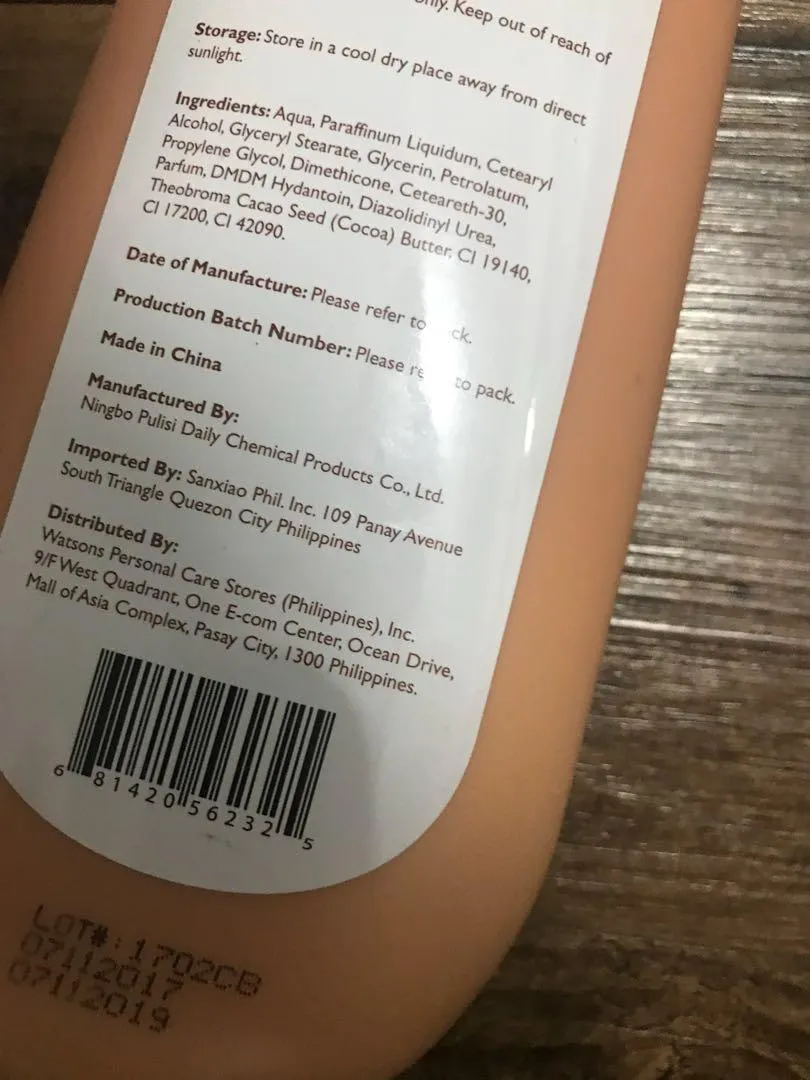 Keep out of reach of
Storage: Store in a cool dry place away from direct
sunlight.
Ingredients: Aqua, Paraffinum Liquidum, Cetearyl
Alcohol, Glyceryl Stearate, Glycerin, Petrolatum,
Propylene Glycol, Dimethicone, Ceteareth-30,
Parfum, DMDM Hydantoin, Diazolidinyl Urea,
Theobroma Cacao Seed (Cocoa) Butter, CI 19140,
CI 17200, CI 42090.
Date of Manufacture: Please refer to
Production Batch Number: Please to pack.
Made in China
Manufactured By:
Ningbo Pulisi Daily Chemical Products Co., Ltd.
Imported By: Sanxiao Phil. Inc. 109 Panay Avenue
South Triangle Quezon City Philippines
Distributed By:
Watsons Personal Care Stores (Philippines), Inc.
9/F West Quadrant, One E-com Center, Ocean Drive,
Mall of Asia Complex, Pasay City, 1300 Philippines.
6 81420 56232 5
LOT#:1702CB
07112017
07112019